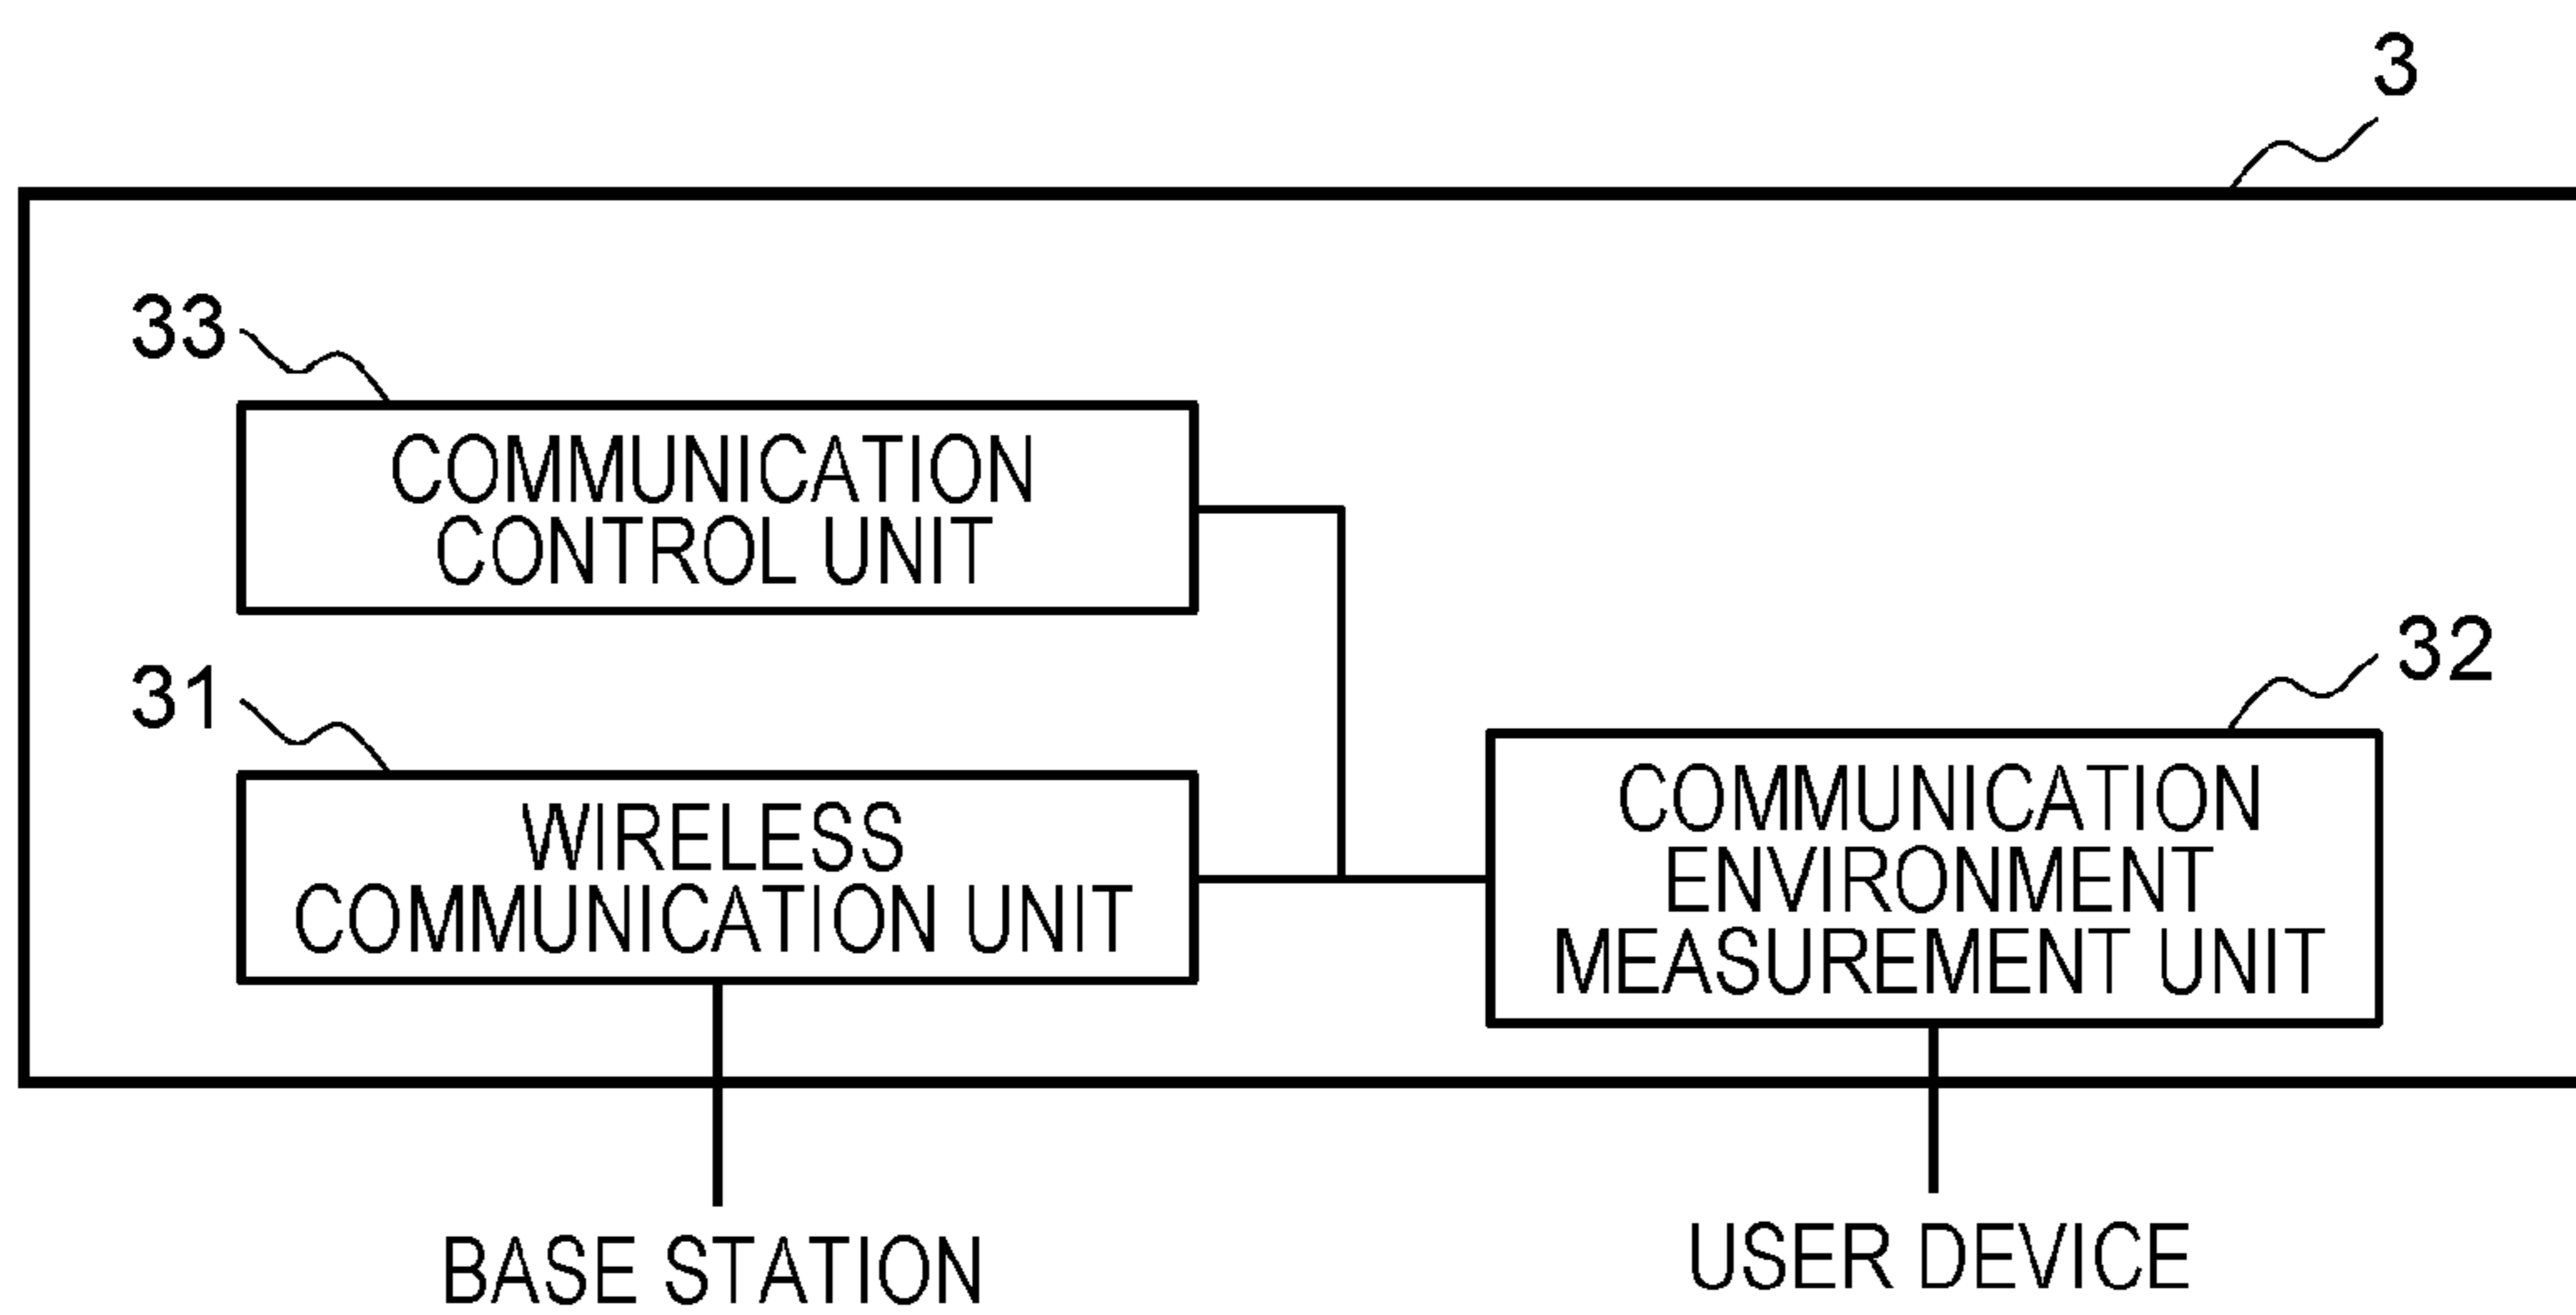 3
33
COMMUNICATION
CONTROL UNIT
31
WIRELESS
COMMUNICATION UNIT
32
COMMUNICATION
ENVIRONMENT
MEASUREMENT UNIT
BASE STATION
USER DEVICE